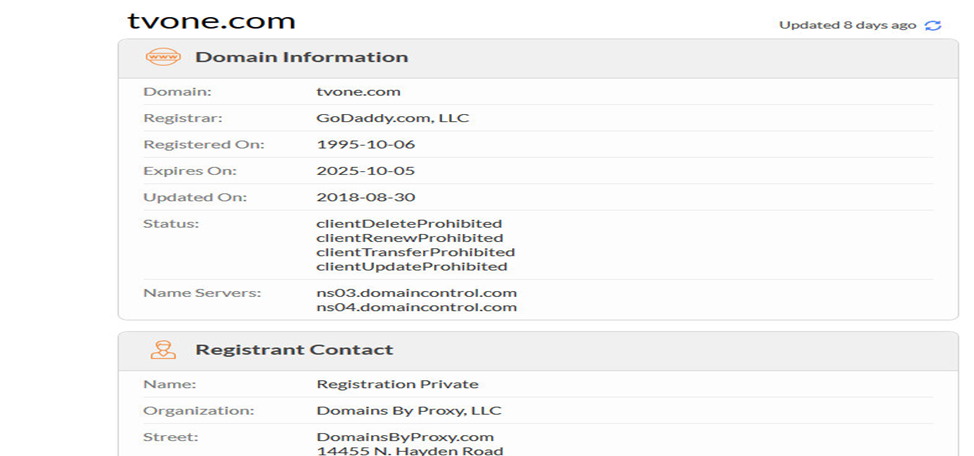 tvone.com
Updated 8 days ago
www
Domain Information
Domain: tvone.com
Registrar: GoDaddy.com, LLC
Registered On: 1995-10-06
Expires On: 2025-10-05
Updated On: 2018-08-30
Status: clientDeleteProhibited
clientRenewProhibited
clientTransferProhibited
clientUpdateProhibited
Name Servers: ns03.domaincontrol.com
ns04.domaincontrol.com
Registrant Contact
Name: Registration Private
Organization: Domains By Proxy, LLC
Street: DomainsByProxy.com
14455 N. Hayden Road